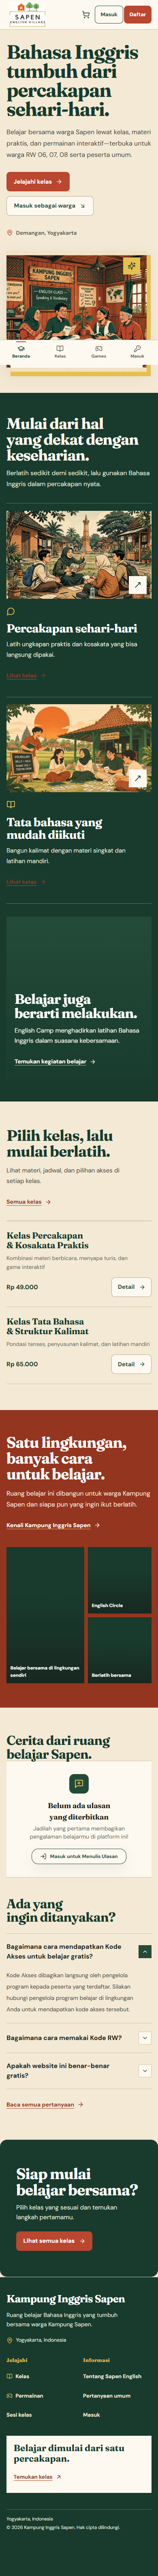 SAPEN
ENGLISH VILLAGE
Masuk
Daftar
Bahasa Inggris
tumbuh dari
percakapan
sehari-hari.
Belajar bersama warga Sapen lewat kelas, materi
dan praktik percakapan interaktif—terbuka untuk
warga RW 06, 07, 08 serta peserta umum.
Jelajahi kelas
Masuk sebagai warga
Demangan, Yogyakarta
KAMPUNG INGGRIS SAPEN
Beranda
Kelas
Games
Masuk
Mulai dari hal
yang dekat dengan
keseharian.
Berlatih sedikit demi sedikit, lalu gunakan Bahasa
Inggris dalam percakapan nyata.
Percakapan sehari-hari
Latih ungkapan praktis dan kosakata yang bisa
langsung dipakai.
Lihat kelas
Tata bahasa yang
mudah diikuti
Bangun kalimat dengan materi singkat dan
latihan mandiri.
Lihat kelas
Belajar juga
berarti melakukan.
English Camp menghadirkan latihan Bahasa
Inggris dalam suasana kebersamaan.
Temukan kegiatan belajar
Pilih kelas, lalu
mulai berlatih.
Lihat materi, jadwal, dan pilihan akses di
setiap kelas.
Semua kelas
Kelas Percakapan
& Kosakata Praktis
Kombinasi materi berbicara, menyapa turis, dan
game interaktif
Rp 49.000
Detail
Kelas Tata Bahasa
& Struktur Kalimat
Pondasi tenses, penyusunan kalimat, dan latihan mandiri
Rp 65.000
Detail
Satu lingkungan,
banyak cara
untuk belajar.
Ruang belajar ini dibangun untuk warga Kampung
Sapen dan siapa pun yang ingin ikut berlatih.
Kenali Kampung Inggris Sapen
Belajar bersama di lingkungan
sendiri
English Circle
Berlatih bersama
Cerita dari ruang
belajar Sapen.
Belum ada ulasan
yang diterbitkan
Jadilah yang pertama membagikan
pengalaman belajarmu di platform ini!
Masuk untuk Menulis Ulasan
Ada yang
ingin ditanyakan?
Bagaimana cara mendapatkan Kode
Akses untuk belajar gratis?
Kode Akses dibagikan langsung oleh pengelola
program kepada peserta yang terdaftar. Silakan
hubungi pengelola program belajar di lingkungan
Anda untuk mendapatkan kode akses tersebut.
Bagaimana cara memakai Kode RW?
Apakah website ini benar-benar
gratis?
Baca semua pertanyaan
Siap mulai
belajar bersama?
Pilih kelas yang sesuai dan temukan
langkah pertamamu.
Lihat semua kelas
Kampung Inggris Sapen
Ruang belajar Bahasa Inggris yang tumbuh
bersama warga Kampung Sapen.
Yogyakarta, Indonesia
Jelajahi
Informasi
Kelas
Tentang Sapen English
Permainan
Pertanyaan umum
Sesi kelas
Masuk
Belajar dimulai dari satu
percakapan.
Temukan kelas
Yogyakarta, Indonesia
© 2026 Kampung Inggris Sapen. Hak cipta dilindungi.